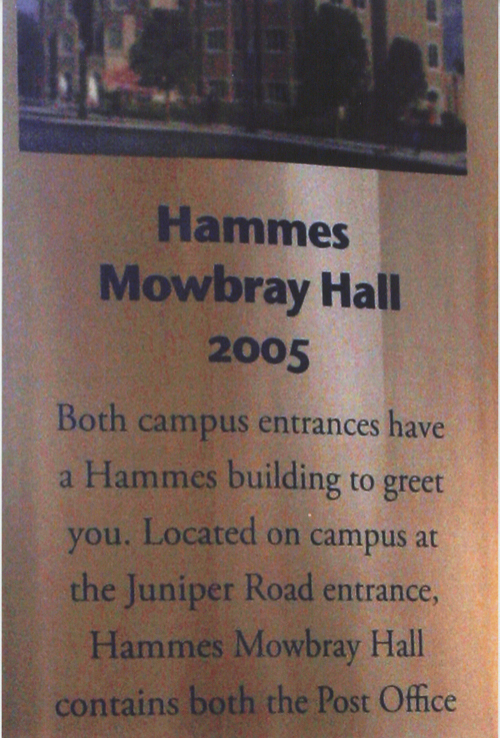 Hammes
Mowbray Hall
2005
Both campus entrances have
a Hammes building to greet
you. Located on campus at
the Juniper Road entrance,
Hammes Mowbray Hall
contains both the Post Office